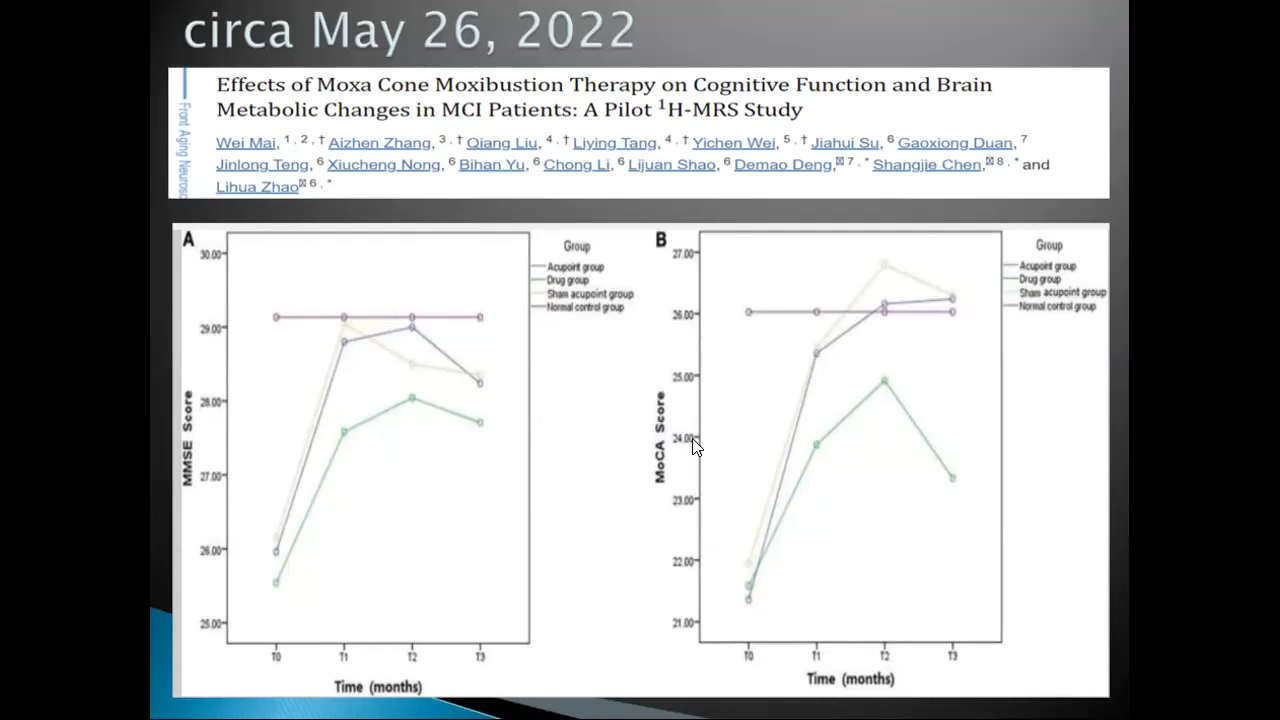 circa May 26, 2022
Effects of Moxa Cone Moxibustion Therapy on Cognitive Function and Brain
Metabolic Changes in MCI Patients: A Pilot ¹H-MRS Study
Front Aging Neurosc
Wei Mai, 1, 2, † Aizhen Zhang, 3, † Qiang Liu, 4, † Liying Tang, 4, † Yichen Wei, 5, † Jiahui Su, 6 Gaoxiong Duan, 7
Jinlong Teng, 6 Xiucheng Nong, 6 Bihan Yu, 6 Chong Li, 6 Lijuan Shao, 6 Demao Deng, 7, * Shangjie Chen, 8, * and
Lihua Zhao 6, *
A
30.00
29.00
28.00
27.00
26.00
25.00
MMSE Score
T0 T1 T2 T3
Time (months)
Group
Acupoint group
Drug group
Sham acupoint group
Normal control group
B
27.00
26.00
25.00
24.00
23.00
22.00
21.00
MoCA Score
T0 T1 T2 T3
Time (months)
Group
Acupoint group
Drug group
Sham acupoint group
Normal control group